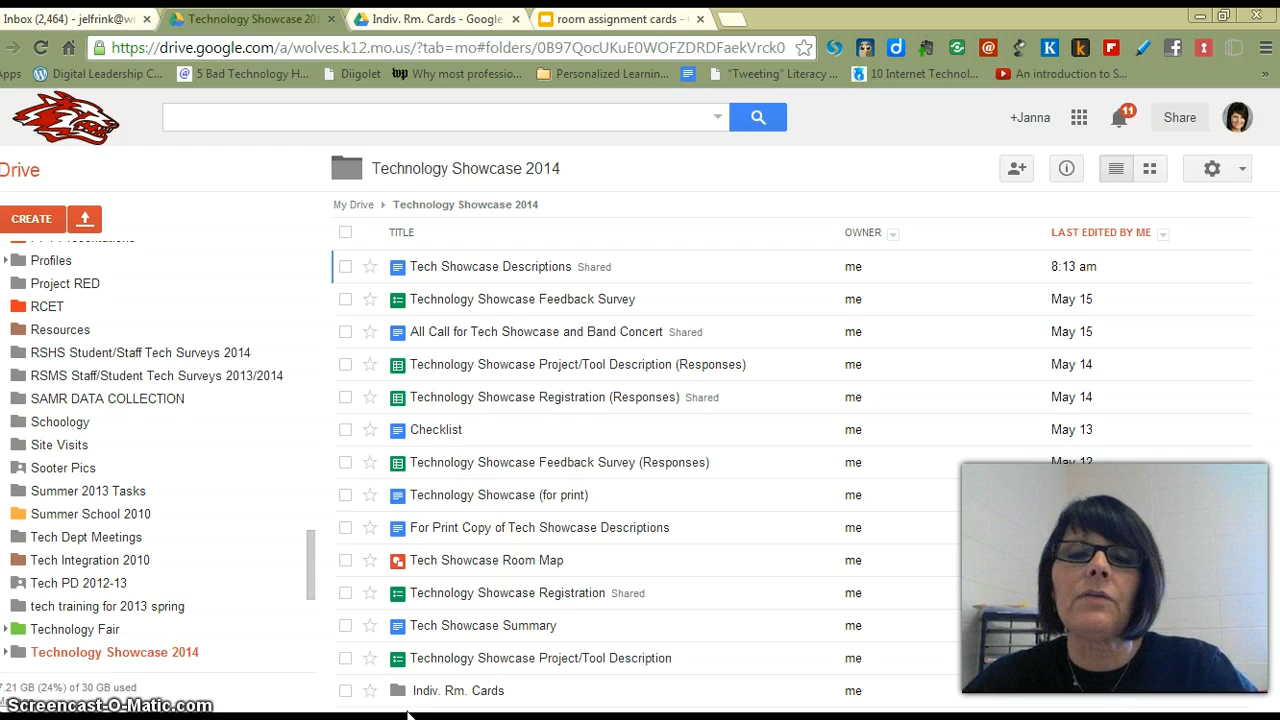 Inbox (2,464) - jelfrink@w
Technology Showcase 201
Indiv. Rm. Cards - Google
room assignment cards -
https://drive.google.com/a/wolves.k12.mo.us/?tab=mo#folders/0B97QocUKuE0WOFZDRDFaekVrck0
Apps
Digital Leadership C...
5 Bad Technology H...
Diigolet
Why most professio...
Personalized Learnin...
"Tweeting" Literacy ...
10 Internet Technol...
An introduction to S...
+Janna
11
Share
Drive
Technology Showcase 2014
My Drive
Technology Showcase 2014
CREATE
TITLE
OWNER
LAST EDITED BY ME
Profiles
Project RED
RCET
Resources
RSHS Student/Staff Tech Surveys 2014
RSMS Staff/Student Tech Surveys 2013/2014
SAMR DATA COLLECTION
Schoology
Site Visits
Sooter Pics
Summer 2013 Tasks
Summer School 2010
Tech Dept Meetings
Tech Integration 2010
Tech PD 2012-13
tech training for 2013 spring
Technology Fair
Technology Showcase 2014
7.21 GB (24%) of 30 GB used
Tech Showcase Descriptions Shared me 8:13 am
Technology Showcase Feedback Survey me May 15
All Call for Tech Showcase and Band Concert Shared me May 15
Technology Showcase Project/Tool Description (Responses) me May 14
Technology Showcase Registration (Responses) Shared me May 14
Checklist me May 13
Technology Showcase Feedback Survey (Responses) me May 12
Technology Showcase (for print) me
For Print Copy of Tech Showcase Descriptions me
Tech Showcase Room Map me
Technology Showcase Registration Shared me
Tech Showcase Summary me
Technology Showcase Project/Tool Description me
Indiv. Rm. Cards me
Screencast-O-Matic.com